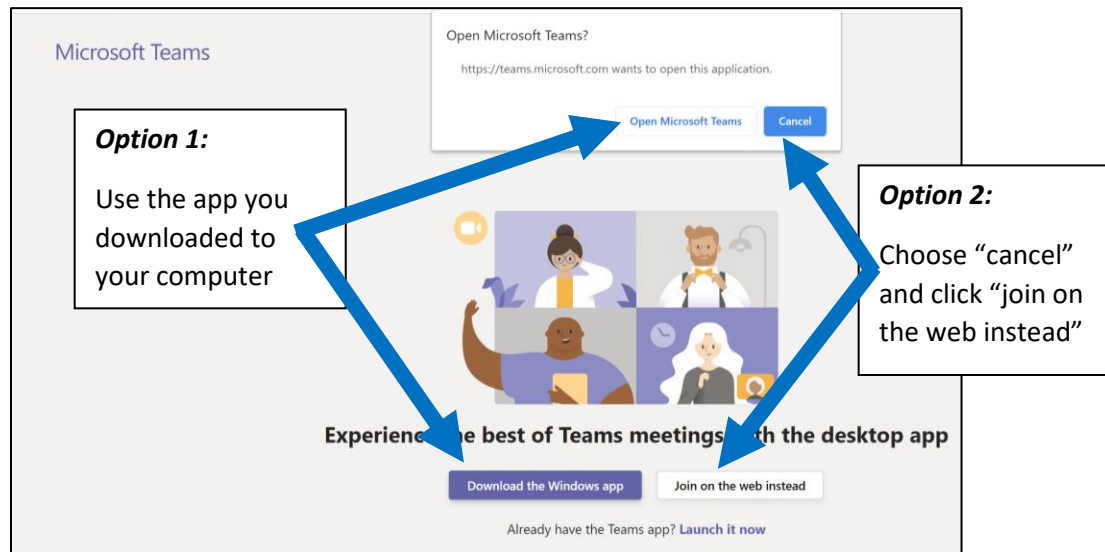 Microsoft Teams
Open Microsoft Teams?
https://teams.microsoft.com wants to open this application.
Open Microsoft Teams
Cancel
Option 1:
Use the app you
downloaded to
your computer
Option 2:
Choose “cancel”
and click “join on
the web instead”
Experience the best of Teams meetings with the desktop app
Download the Windows app
Join on the web instead
Already have the Teams app? Launch it now